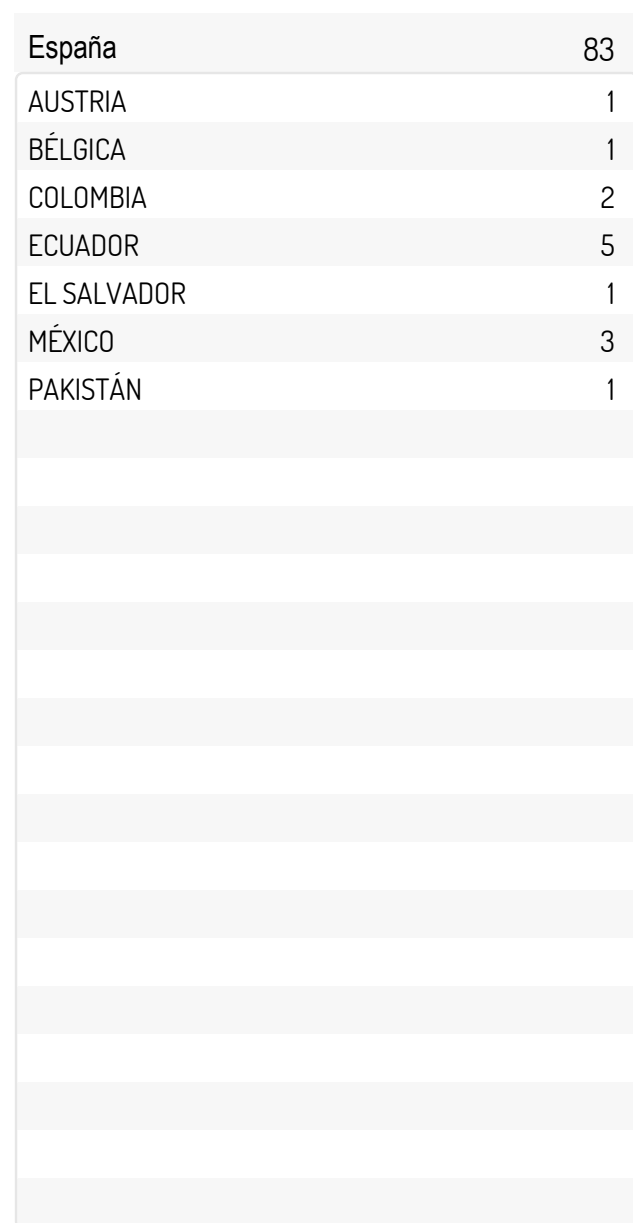 España 83
AUSTRIA 1
BÉLGICA 1
COLOMBIA 2
ECUADOR 5
EL SALVADOR 1
MÉXICO 3
PAKISTÁN 1